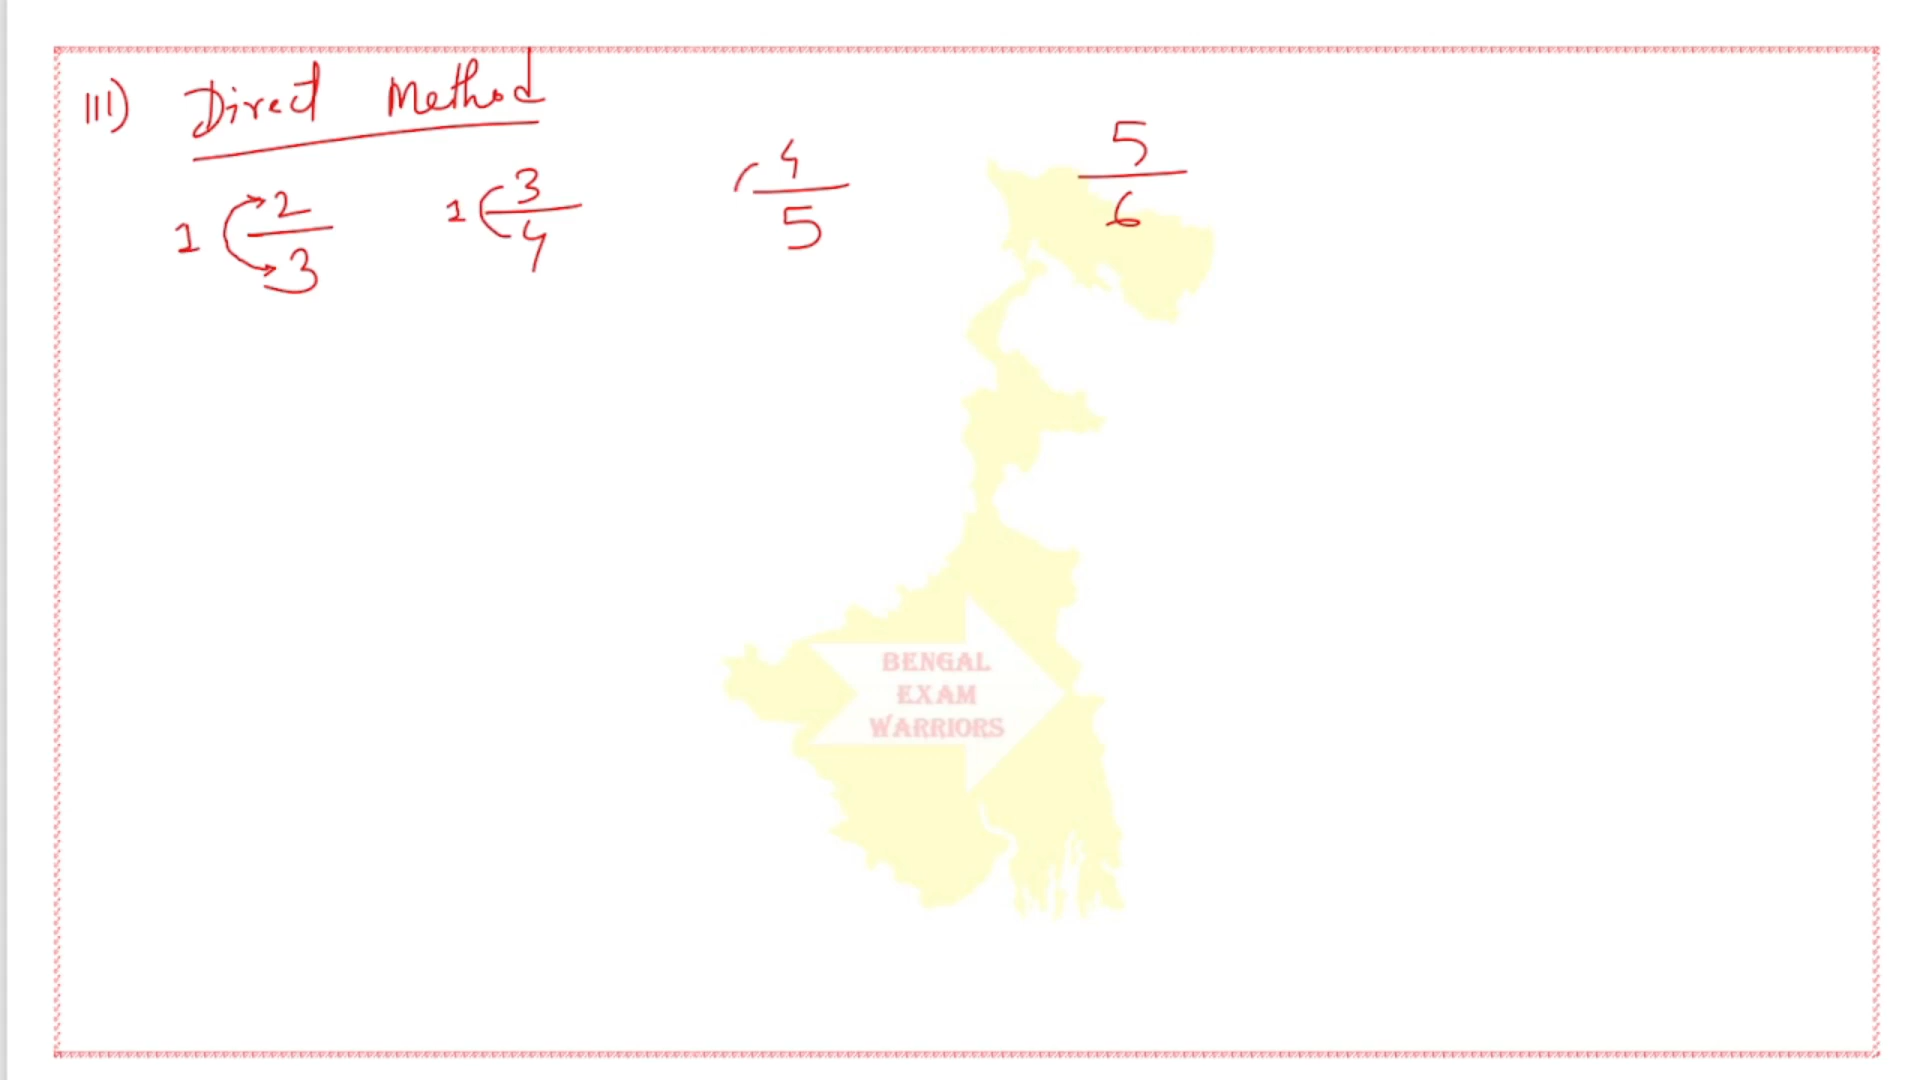 III) Direct Method
1 2/3 1 3/4 4/5 5/6
BENGAL
EXAM
WARRIORS